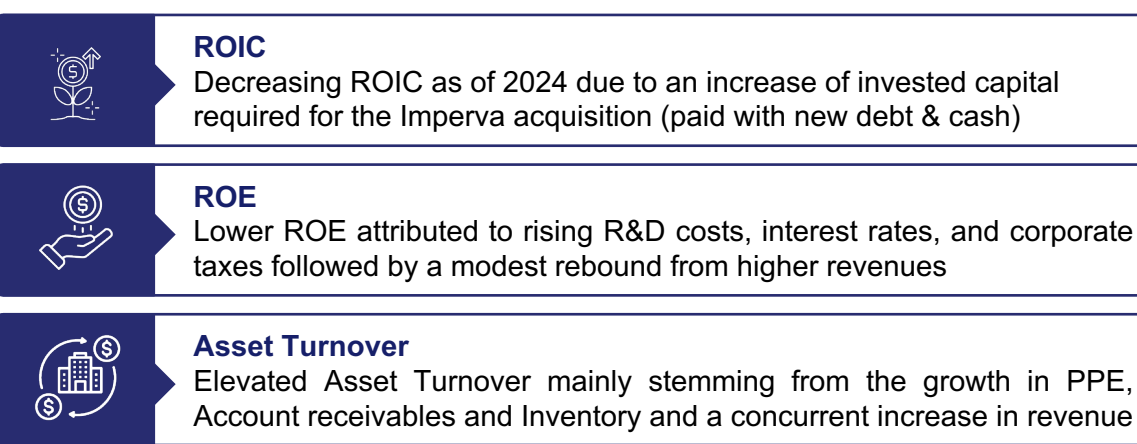 ROIC
Decreasing ROIC as of 2024 due to an increase of invested capital
required for the Imperva acquisition (paid with new debt & cash)
ROE
Lower ROE attributed to rising R&D costs, interest rates, and corporate
taxes followed by a modest rebound from higher revenues
Asset Turnover
Elevated Asset Turnover mainly stemming from the growth in PPE,
Account receivables and Inventory and a concurrent increase in revenue